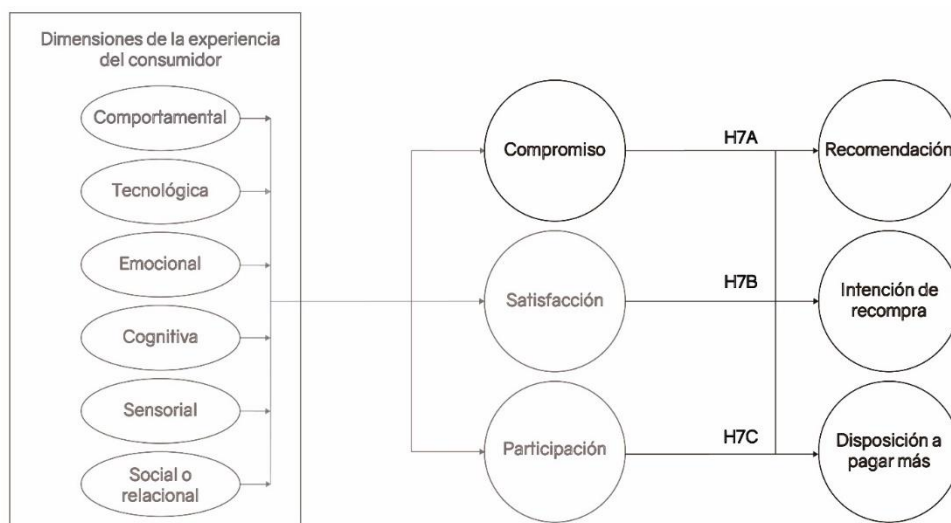 Dimensiones de la experiencia
del consumidor
Comportamental
Tecnológica
Emocional
Cognitiva
Sensorial
Social o
relacional
Compromiso
Satisfacción
Participación
H7A
H7B
H7C
Recomendación
Intención de
recompra
Disposición a
pagar más